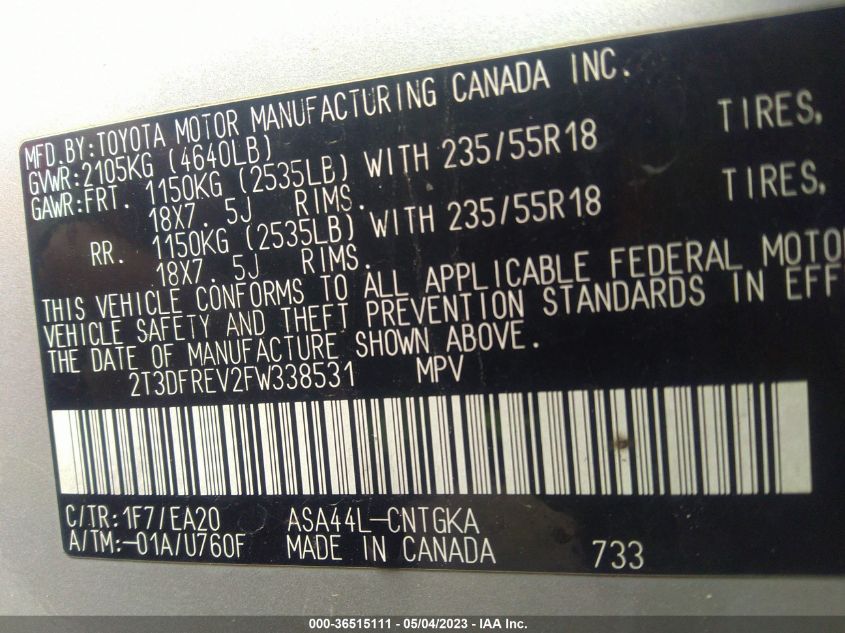 MFD.BY:TOYOTA MOTOR MANUFACTURING CANADA INC.
GVWR:2105KG (4640LB)
GAWR:FRT. 1150KG (2535LB) WITH 235/55R18 TIRES,
18X7. 5J RIMS.
RR. 1150KG (2535LB) WITH 235/55R18 TIRES,
18X7. 5J RIMS.
THIS VEHICLE CONFORMS TO ALL APPLICABLE FEDERAL MOTO
VEHICLE SAFETY AND THEFT PREVENTION STANDARDS IN EFF
THE DATE OF MANUFACTURE SHOWN ABOVE.
2T3DFREV2FW338531 MPV
C/TR:1F7/EA20 ASA44L-CNTGKA
A/TM:-01A/U760F MADE IN CANADA 733
000-36515111 - 05/04/2023 - IAA Inc.